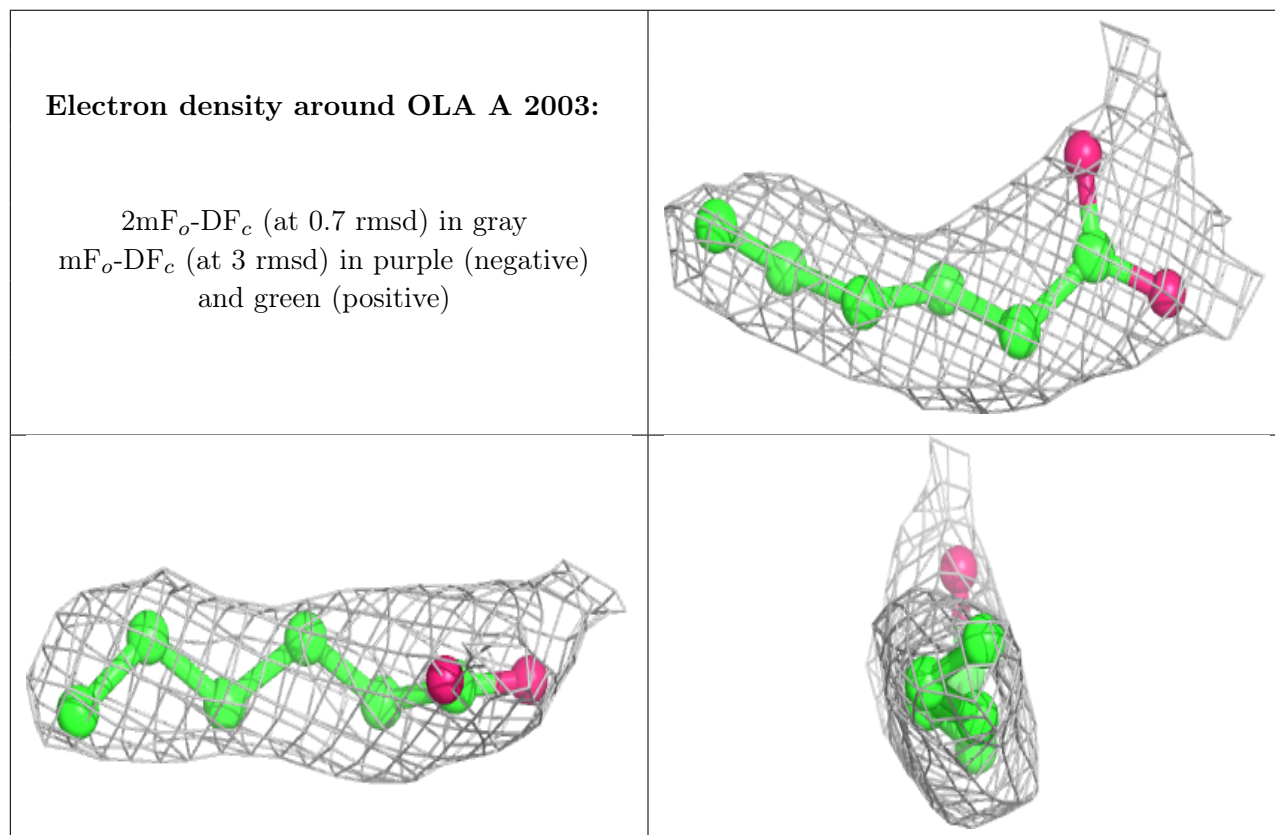 Electron density around OLA A 2003:
2mFo-DFc (at 0.7 rmsd) in gray
mFo-DFc (at 3 rmsd) in purple (negative)
and green (positive)